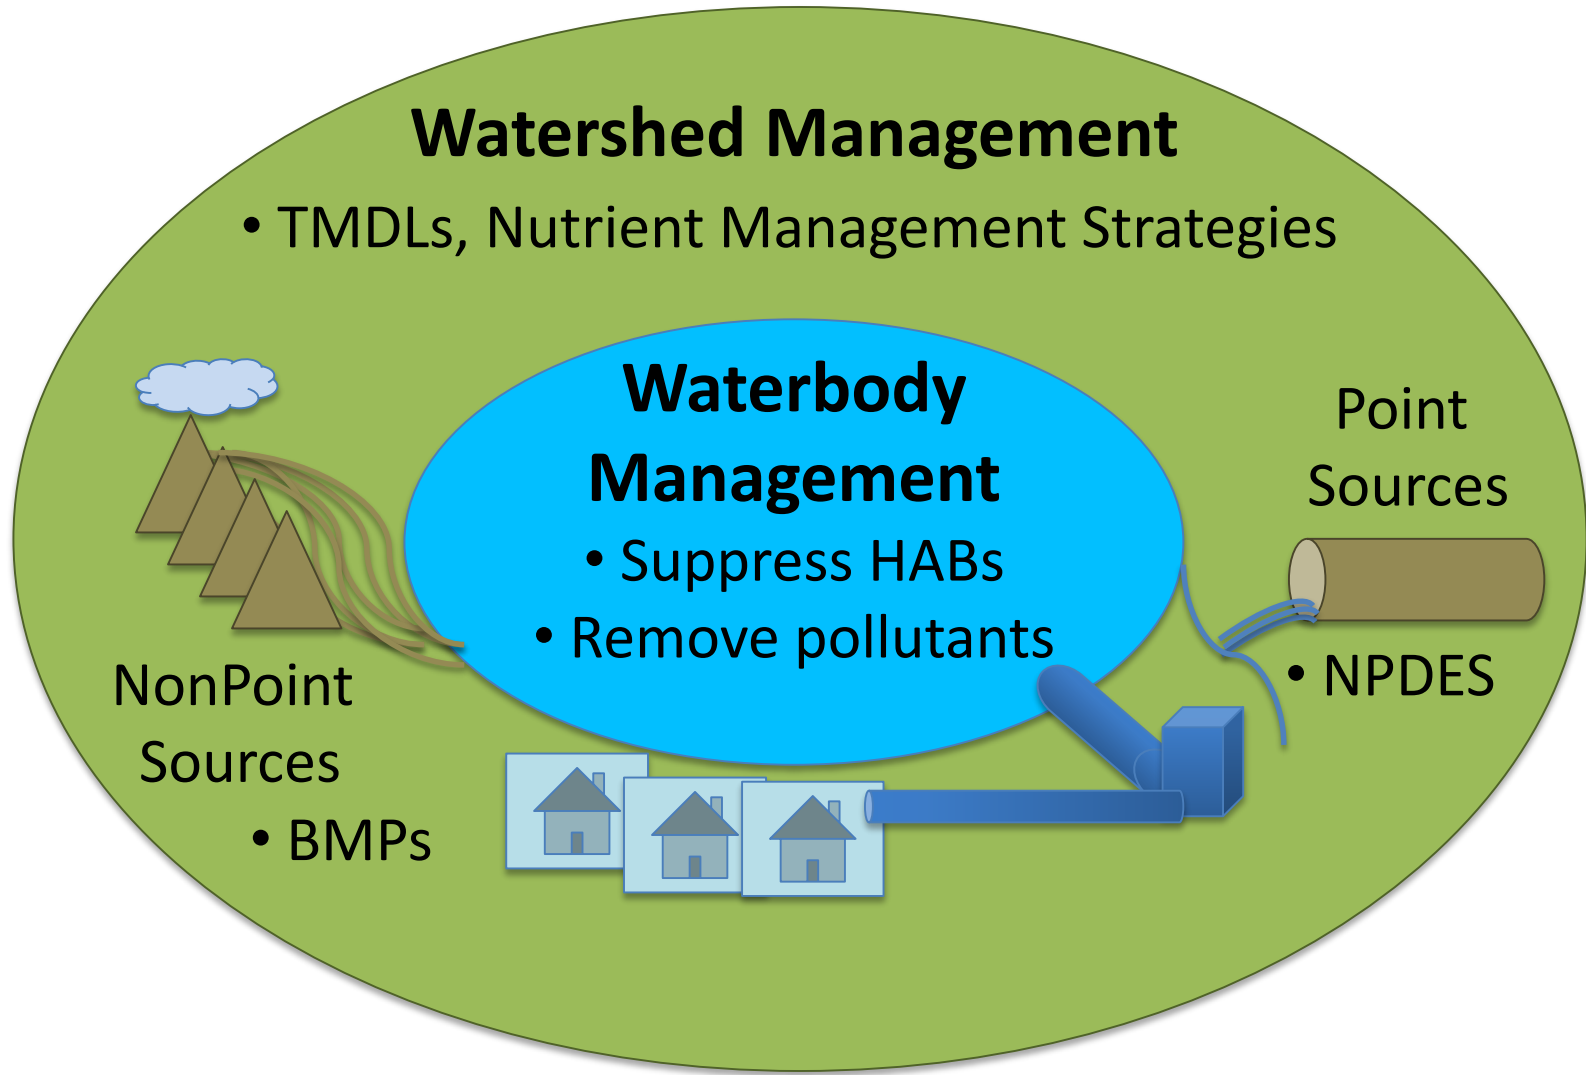 Watershed Management
• TMDLs, Nutrient Management Strategies
Waterbody
Management
• Suppress HABs
• Remove pollutants
NonPoint
Sources
• BMPs
Point
Sources
• NPDES